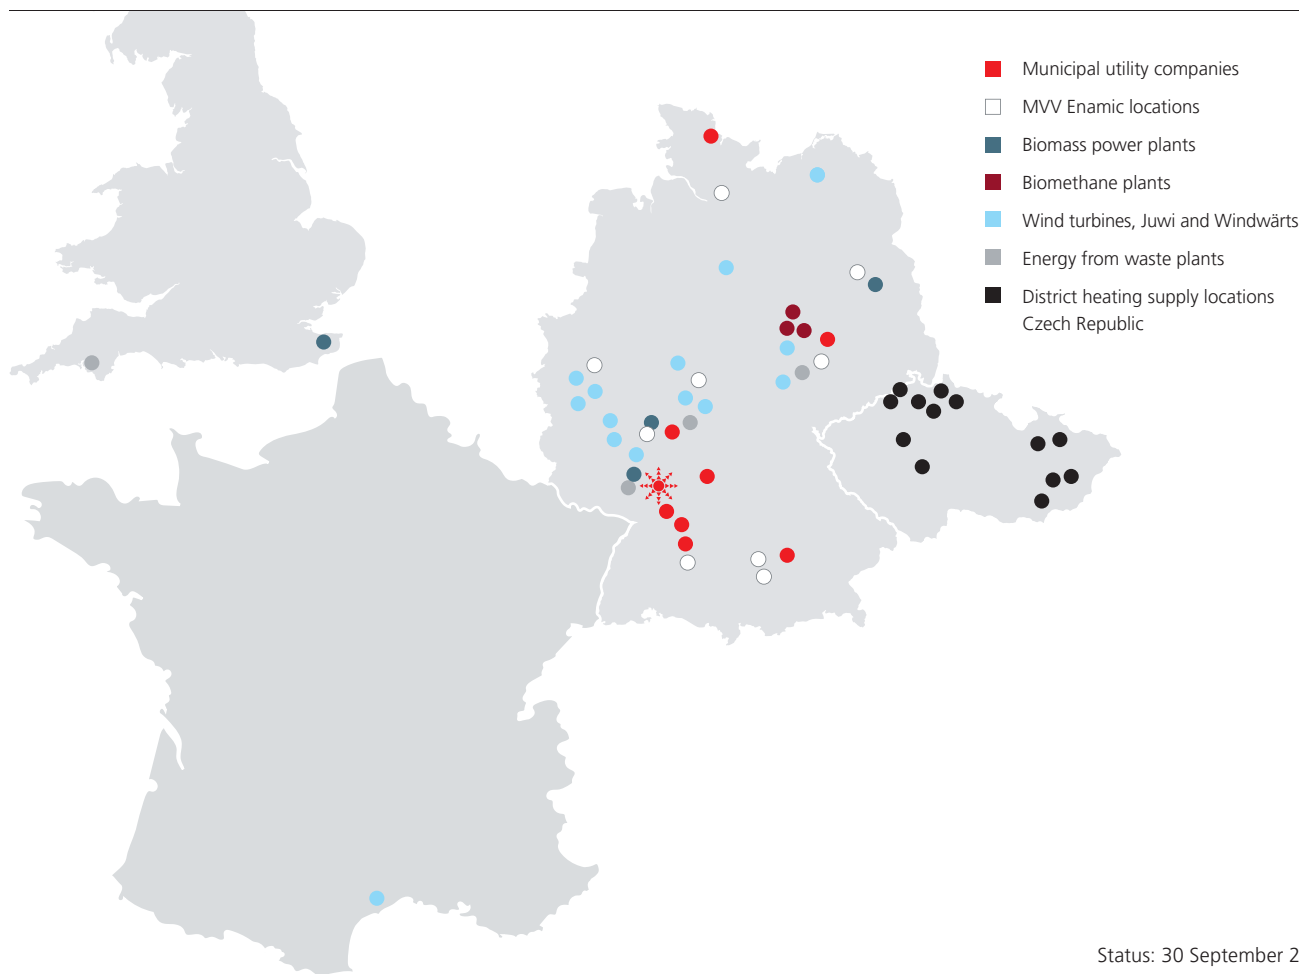 Municipal utility companies
MVV Enamic locations
Biomass power plants
Biomethane plants
Wind turbines, Juwi and Windwärts
Energy from waste plants
District heating supply locations
Czech Republic
Status: 30 September 2